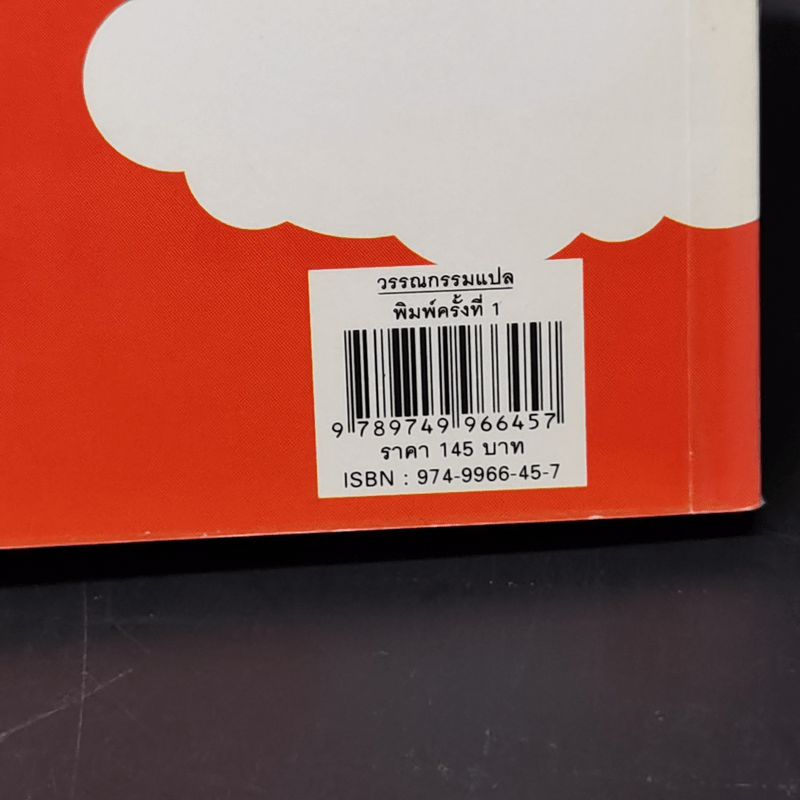 วรรณกรรมแปล
พิมพ์ครั้งที่ 1
9 789749 966457
ราคา 145 บาท
ISBN : 974-9966-45-7